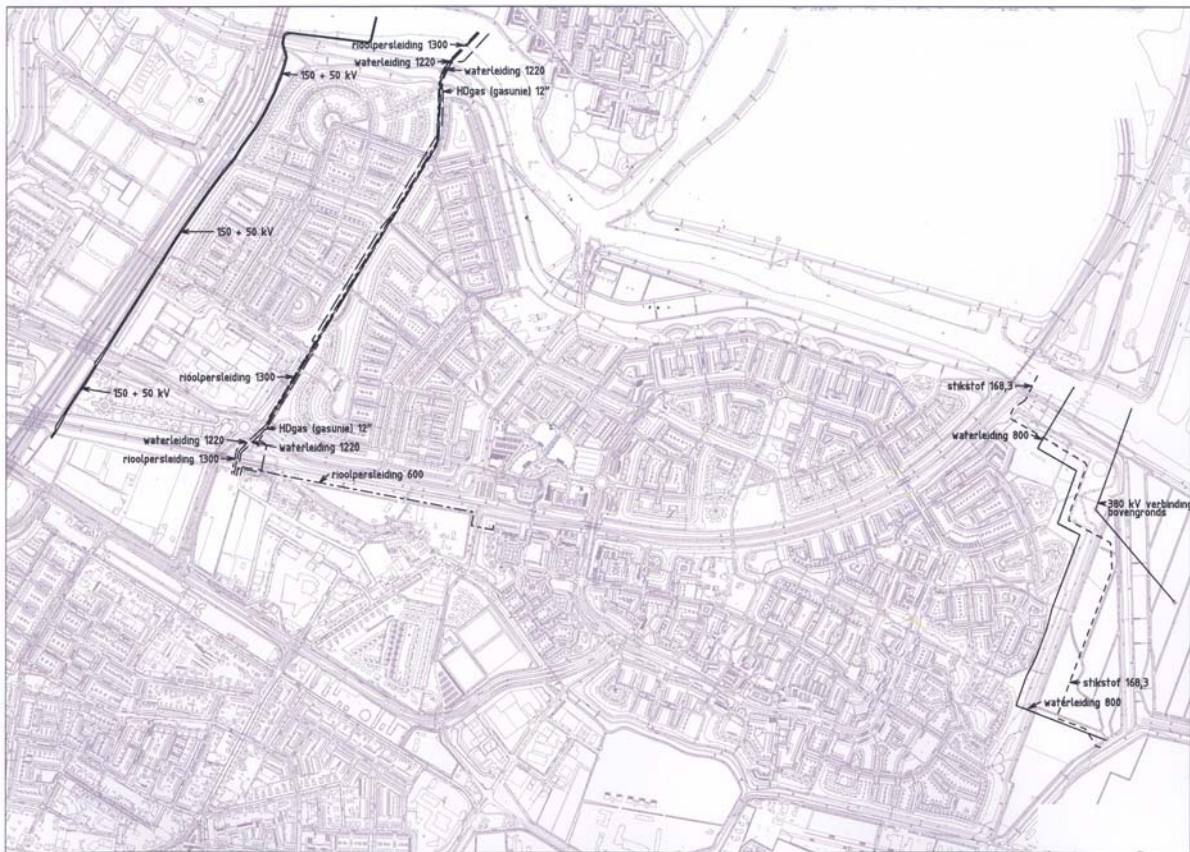 rioolpersleiding 1300
waterleiding 1220
waterleiding 1220
150 + 50 kV
HDgas (gasunie) 12"
150 + 50 kV
rioolpersleiding 1300
150 + 50 kV
HDgas (gasunie) 12"
waterleiding 1220
waterleiding 1220
rioolpersleiding 1300
rioolpersleiding 600
stikstof 168,3
waterleiding 800
380 kV verbinding
bovengronds
stikstof 168,3
waterleiding 800